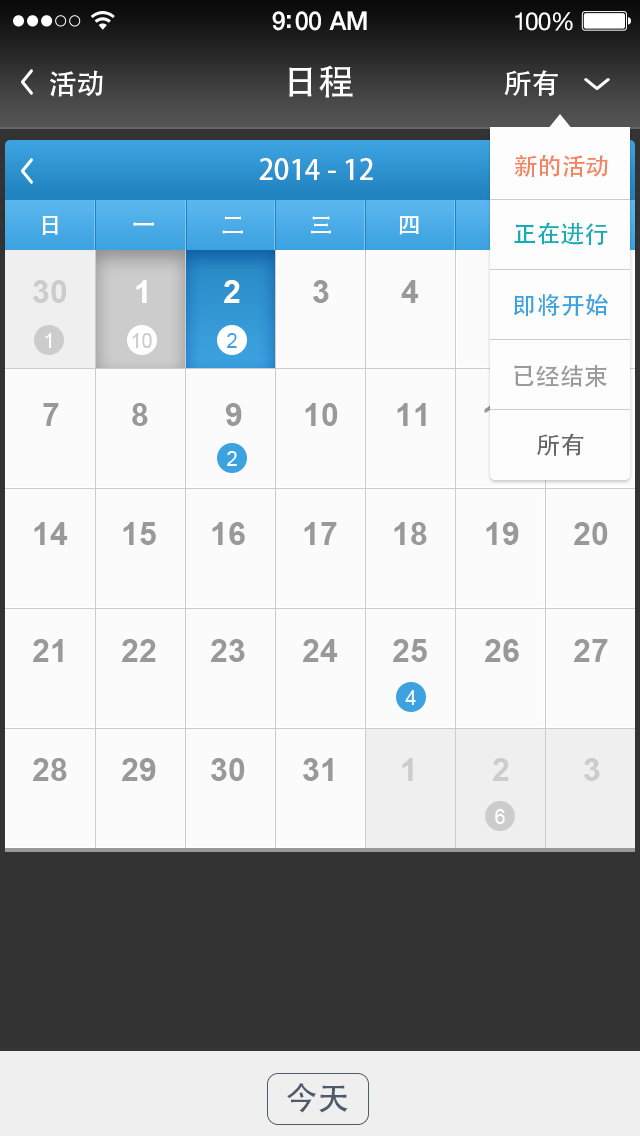 9:00 AM 100%
活动 日程 所有
2014 - 12
新的活动
日 一 二 三 四
正在进行
30 1 2 3 4
即将开始
1 10 2
已经结束
7 8 9 10 11
所有
2
14 15 16 17 18 19 20
21 22 23 24 25 26 27
4
28 29 30 31 1 2 3
6
今天